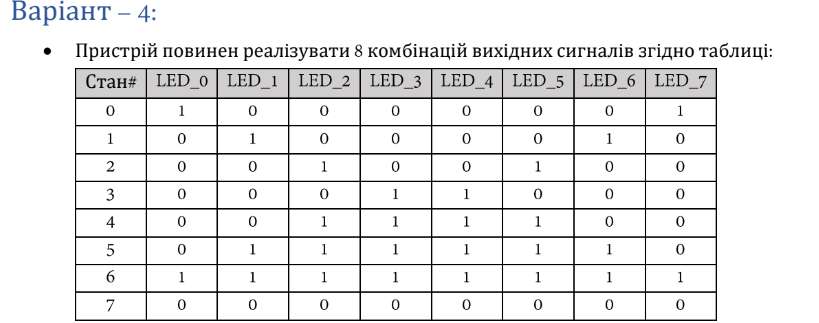 Варіант – 4:
• Пристрій повинен реалізувати 8 комбінацій вихідних сигналів згідно таблиці:
Стан# LED_0 LED_1 LED_2 LED_3 LED_4 LED_5 LED_6 LED_7
0 1 0 0 0 0 0 0 1
1 0 1 0 0 0 0 1 0
2 0 0 1 0 0 1 0 0
3 0 0 0 1 1 0 0 0
4 0 0 1 1 1 1 0 0
5 0 1 1 1 1 1 1 0
6 1 1 1 1 1 1 1 1
7 0 0 0 0 0 0 0 0